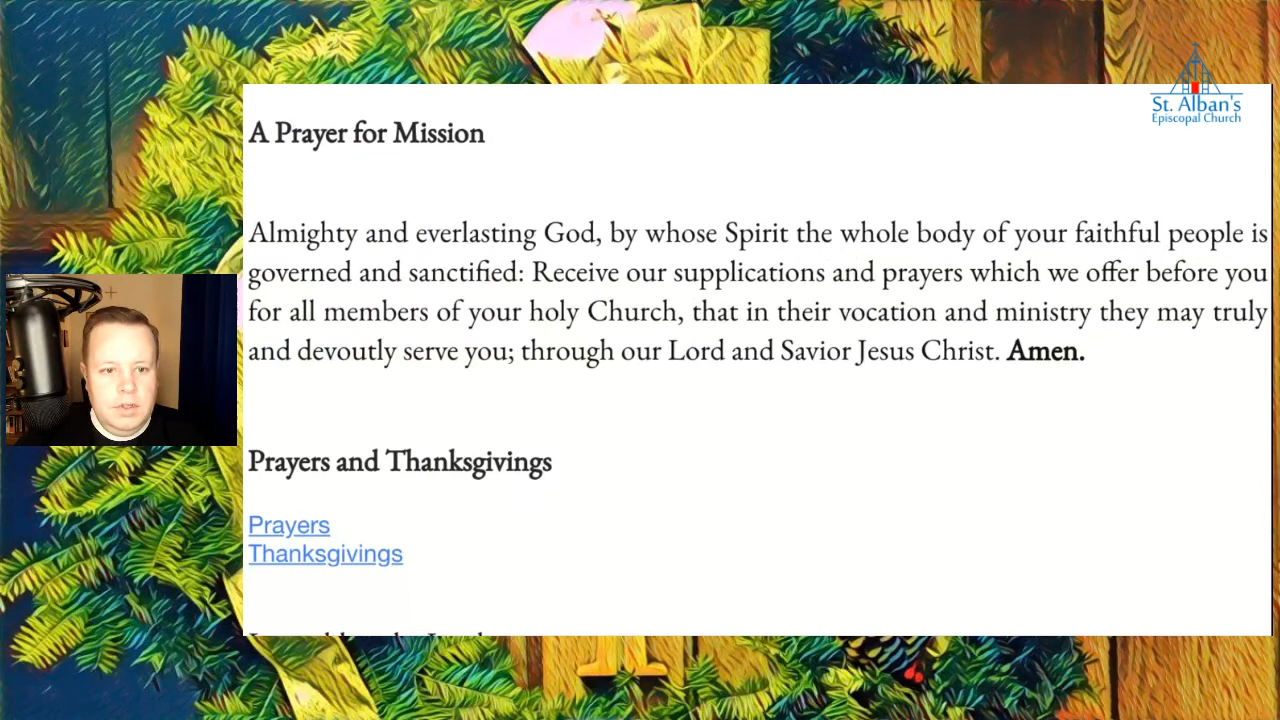 St. Alban's
Episcopal Church
A Prayer for Mission
Almighty and everlasting God, by whose Spirit the whole body of your faithful people is
governed and sanctified: Receive our supplications and prayers which we offer before you
for all members of your holy Church, that in their vocation and ministry they may truly
and devoutly serve you; through our Lord and Savior Jesus Christ. Amen.
Prayers and Thanksgivings
Prayers
Thanksgivings